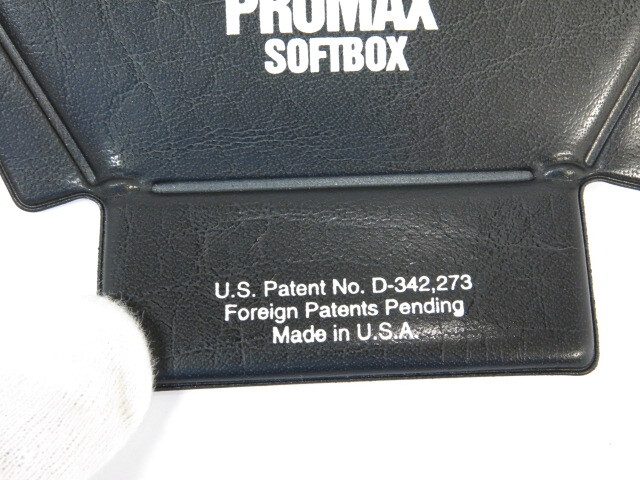 PROMAX
SOFTBOX
U.S. Patent No. D-342,273
Foreign Patents Pending
Made in U.S.A.